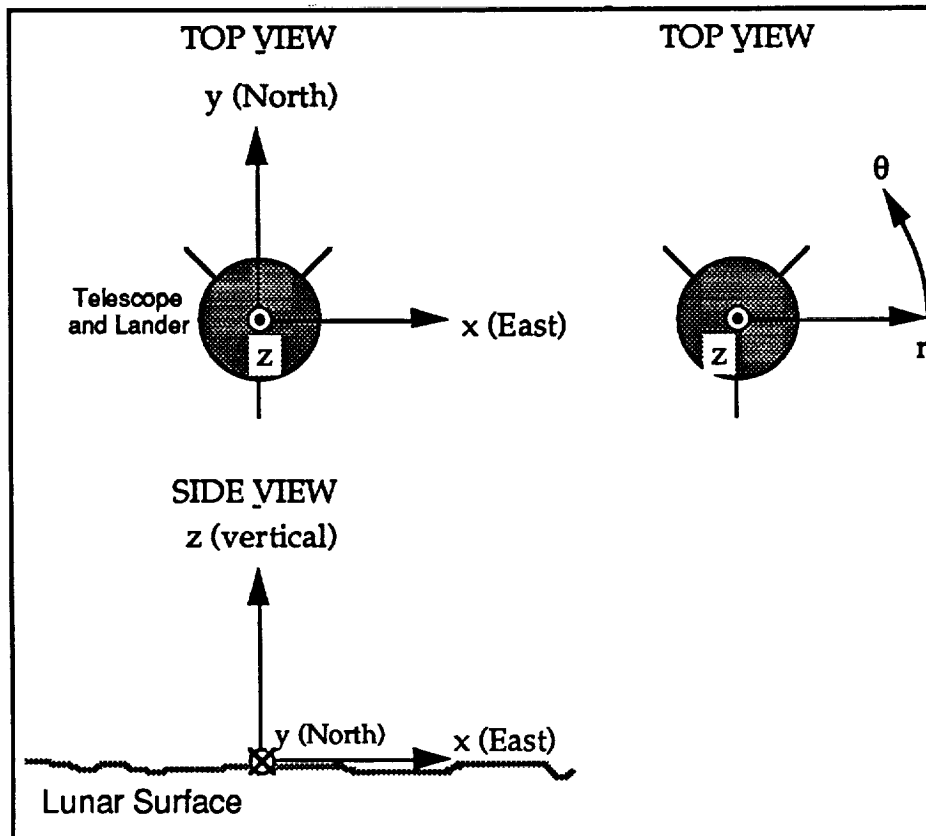 TOP VIEW
y (North)
Telescope
and Lander
z
x (East)
TOP VIEW
θ
z
r
SIDE VIEW
z (vertical)
y (North)
x (East)
Lunar Surface